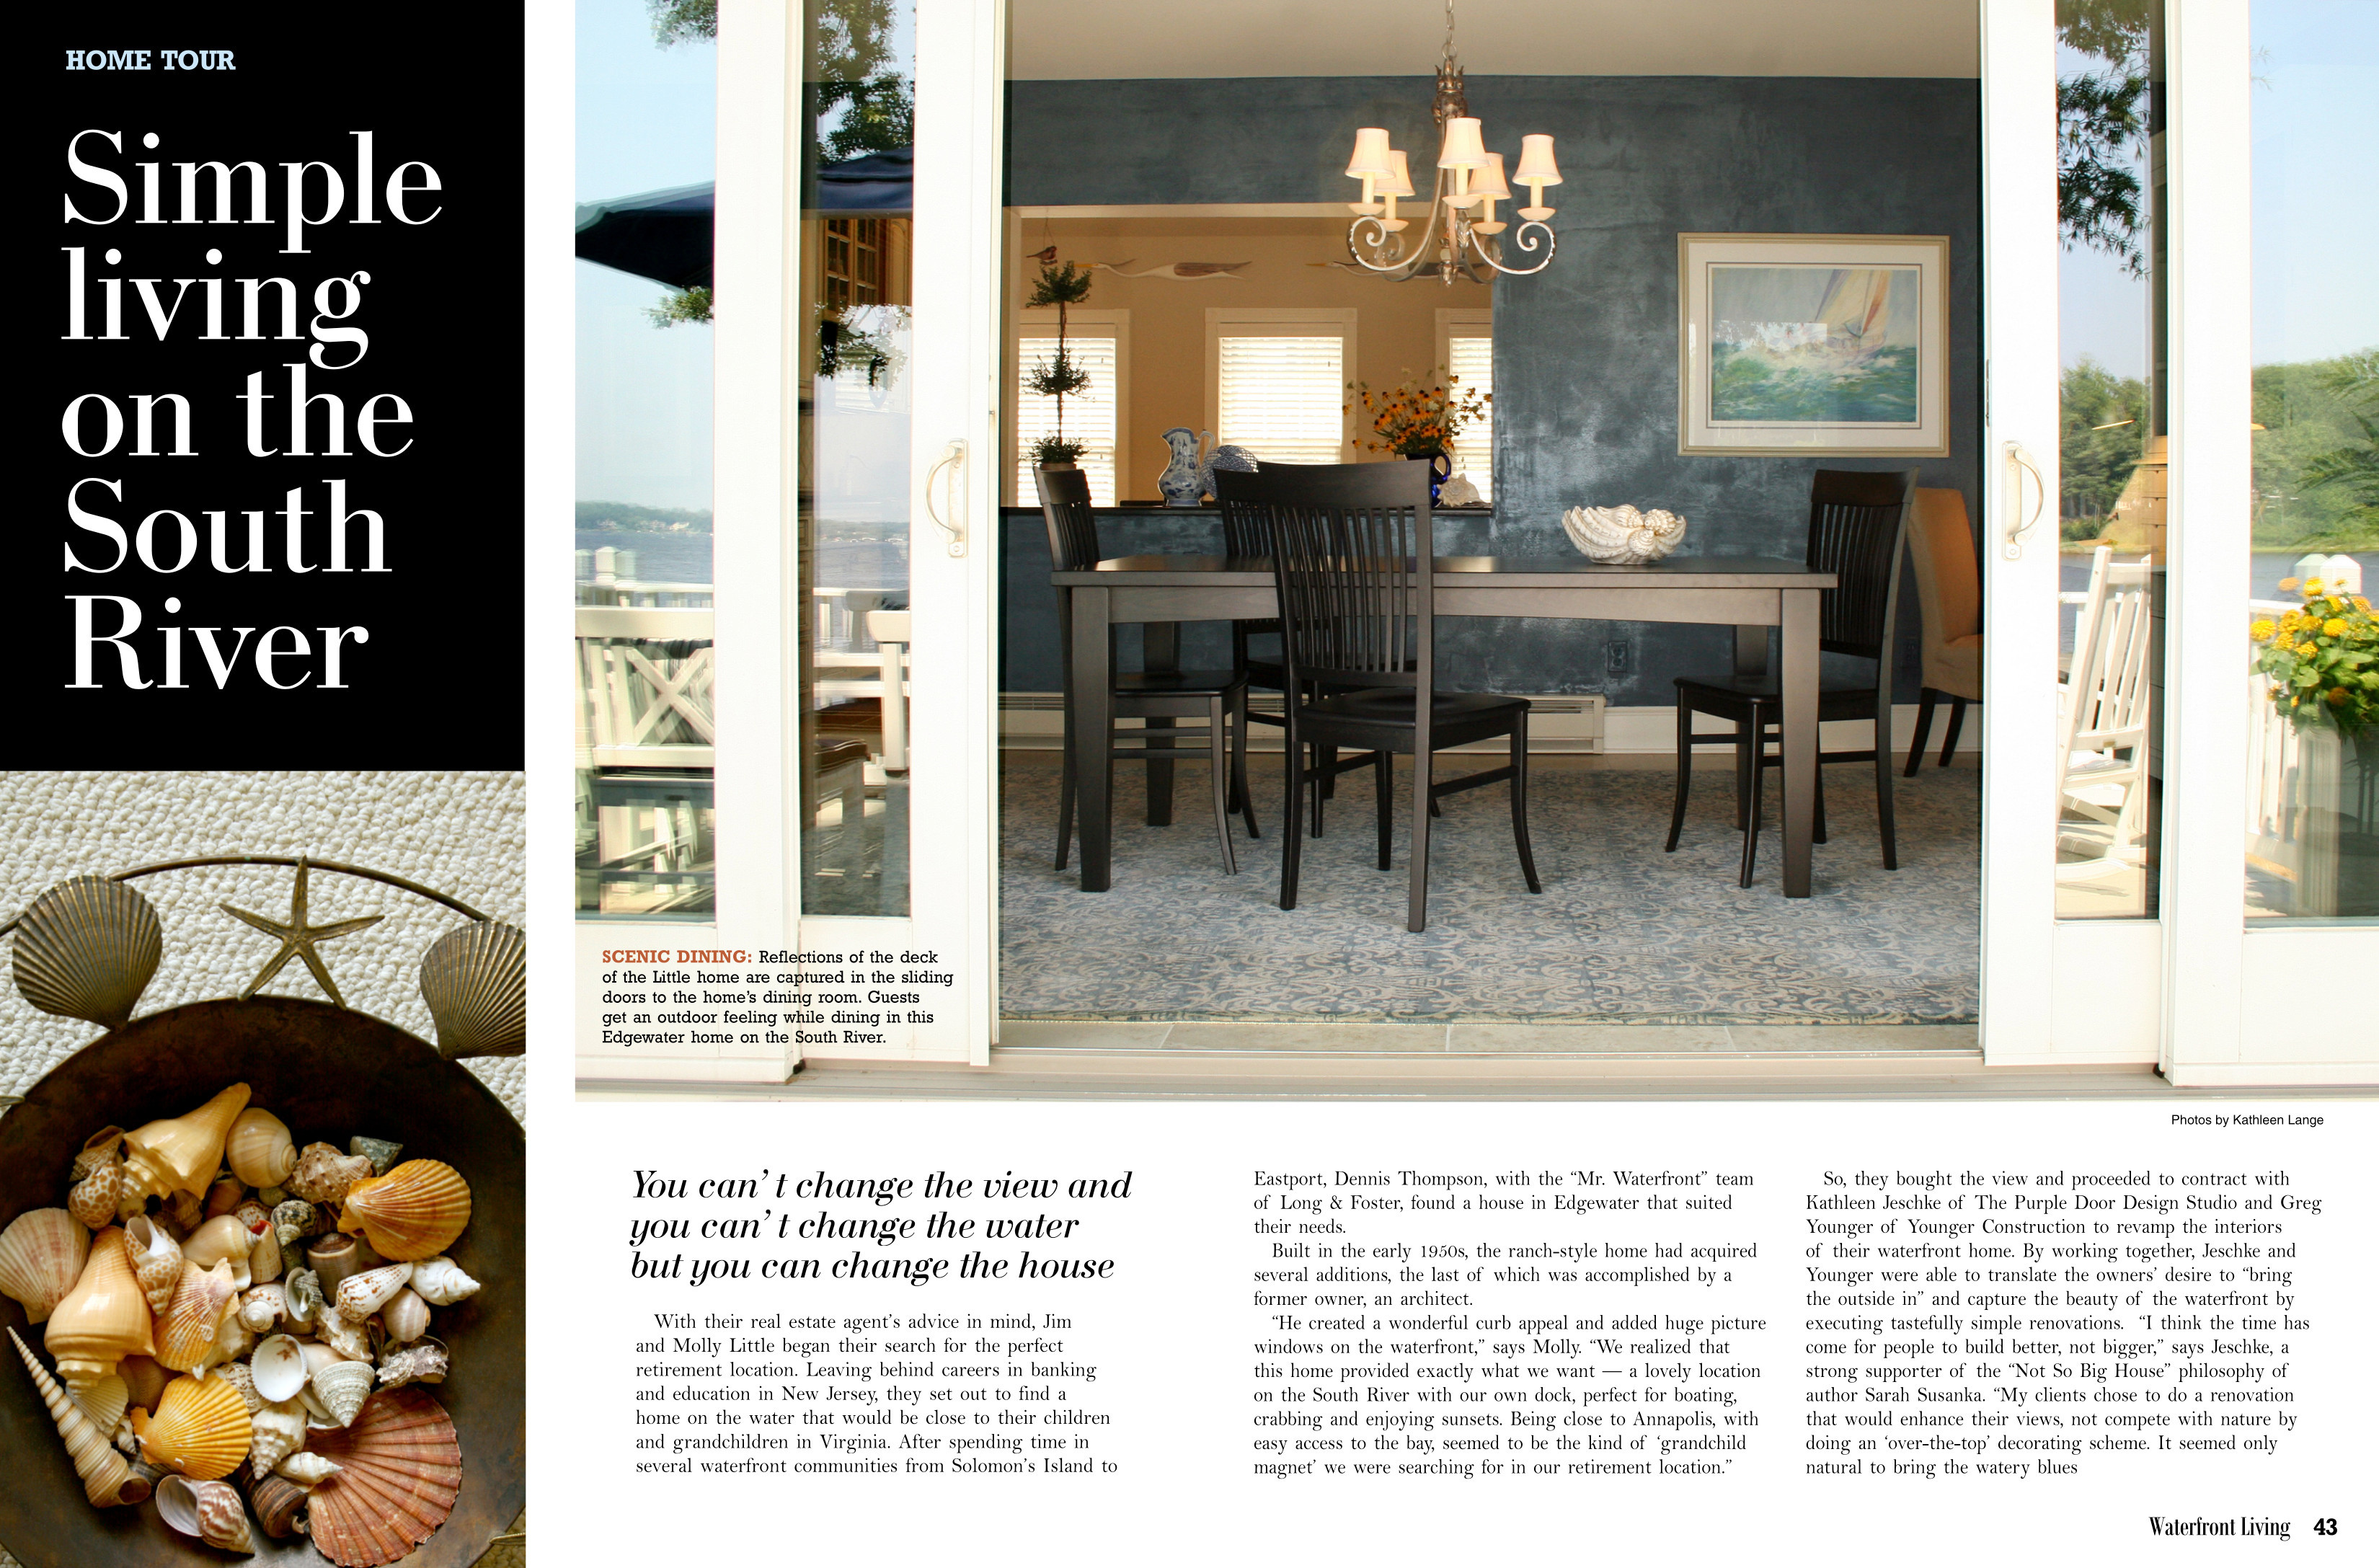 HOME TOUR
Simple
living
on the
South
River
SCENIC DINING: Reflections of the deck
of the Little home are captured in the sliding
doors to the home's dining room. Guests
get an outdoor feeling while dining in this
Edgewater home on the South River.
Photos by Kathleen Lange
You can't change the view and
you can't change the water
but you can change the house
With their real estate agent's advice in mind, Jim
and Molly Little began their search for the perfect
retirement location. Leaving behind careers in banking
and education in New Jersey, they set out to find a
home on the water that would be close to their children
and grandchildren in Virginia. After spending time in
several waterfront communities from Solomon's Island to
Eastport, Dennis Thompson, with the “Mr. Waterfront” team
of Long & Foster, found a house in Edgewater that suited
their needs.
Built in the early 1950s, the ranch-style home had acquired
several additions, the last of which was accomplished by a
former owner, an architect.
“He created a wonderful curb appeal and added huge picture
windows on the waterfront,” says Molly. “We realized that
this home provided exactly what we want — a lovely location
on the South River with our own dock, perfect for boating,
crabbing and enjoying sunsets. Being close to Annapolis, with
easy access to the bay, seemed to be the kind of ‘grandchild
magnet’ we were searching for in our retirement location.”
So, they bought the view and proceeded to contract with
Kathleen Jeschke of The Purple Door Design Studio and Greg
Younger of Younger Construction to revamp the interiors
of their waterfront home. By working together, Jeschke and
Younger were able to translate the owners' desire to “bring
the outside in” and capture the beauty of the waterfront by
executing tastefully simple renovations. “I think the time has
come for people to build better, not bigger,” says Jeschke, a
strong supporter of the “Not So Big House” philosophy of
author Sarah Susanka. “My clients chose to do a renovation
that would enhance their views, not compete with nature by
doing an ‘over-the-top’ decorating scheme. It seemed only
natural to bring the watery blues
Waterfront Living 43